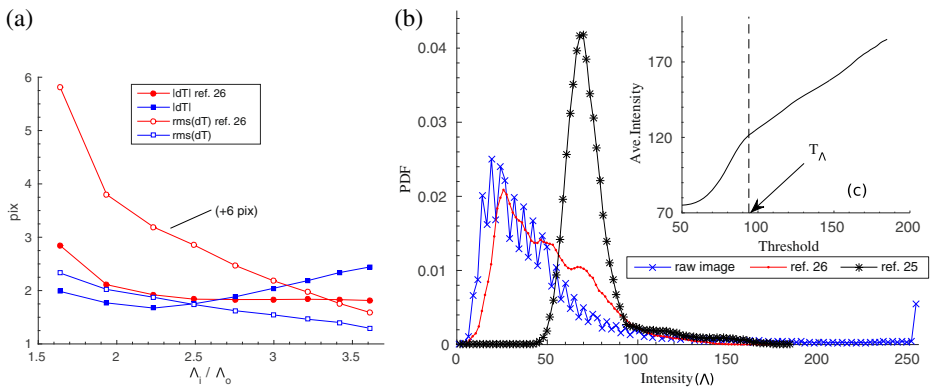 (a)
pix
6
5
4
3
2
1
1.5
2
2.5
3
3.5
Λi / Λo
|dT| ref. 26
|dT|
rms(dT) ref. 26
rms(dT)
(+6 pix)
(b)
PDF
0.04
0.03
0.02
0.01
0
0
50
100
150
200
250
Intensity(Λ)
raw image
ref. 26
ref. 25
Ave.Intensity
170
120
70
50
100
150
200
Threshold
TΛ
(c)